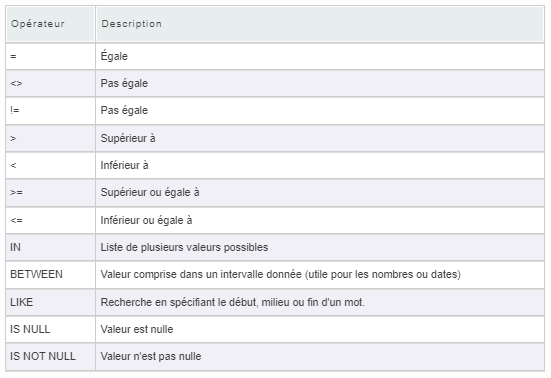 Opérateur Description
= Égale
<> Pas égale
!= Pas égale
> Supérieur à
< Inférieur à
>= Supérieur ou égale à
<= Inférieur ou égale à
IN Liste de plusieurs valeurs possibles
BETWEEN Valeur comprise dans un intervalle donnée (utile pour les nombres ou dates)
LIKE Recherche en spécifiant le début, milieu ou fin d'un mot.
IS NULL Valeur est nulle
IS NOT NULL Valeur n'est pas nulle